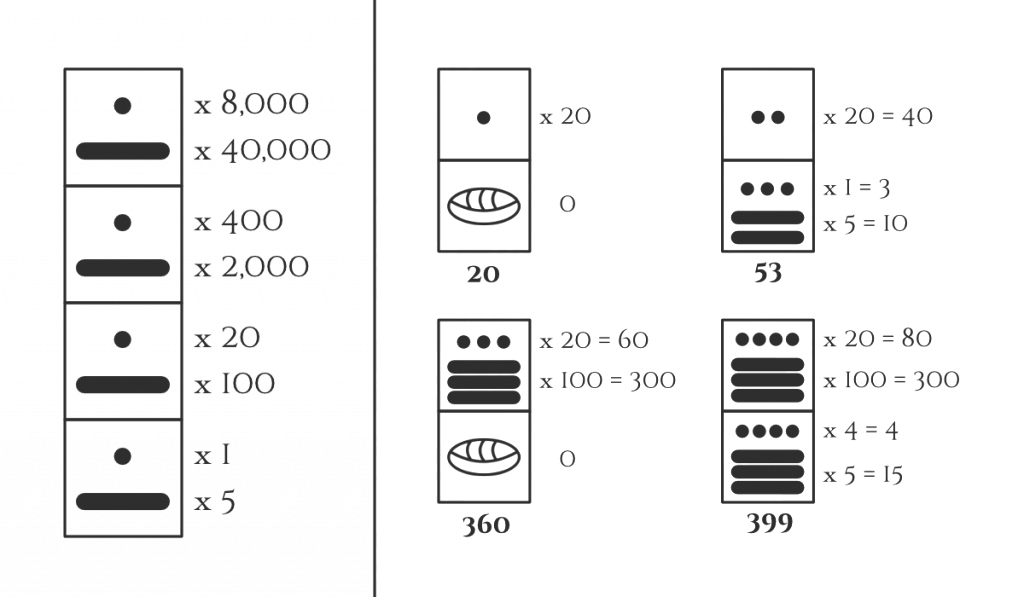 x 8,000
x 40,000
x 400
x 2,000
x 20
x 100
x 1
x 5
x 20
0
20
x 20 = 40
x 1 = 3
x 5 = 10
53
x 20 = 60
x 100 = 300
0
360
x 20 = 80
x 100 = 300
x 4 = 4
x 5 = 15
399